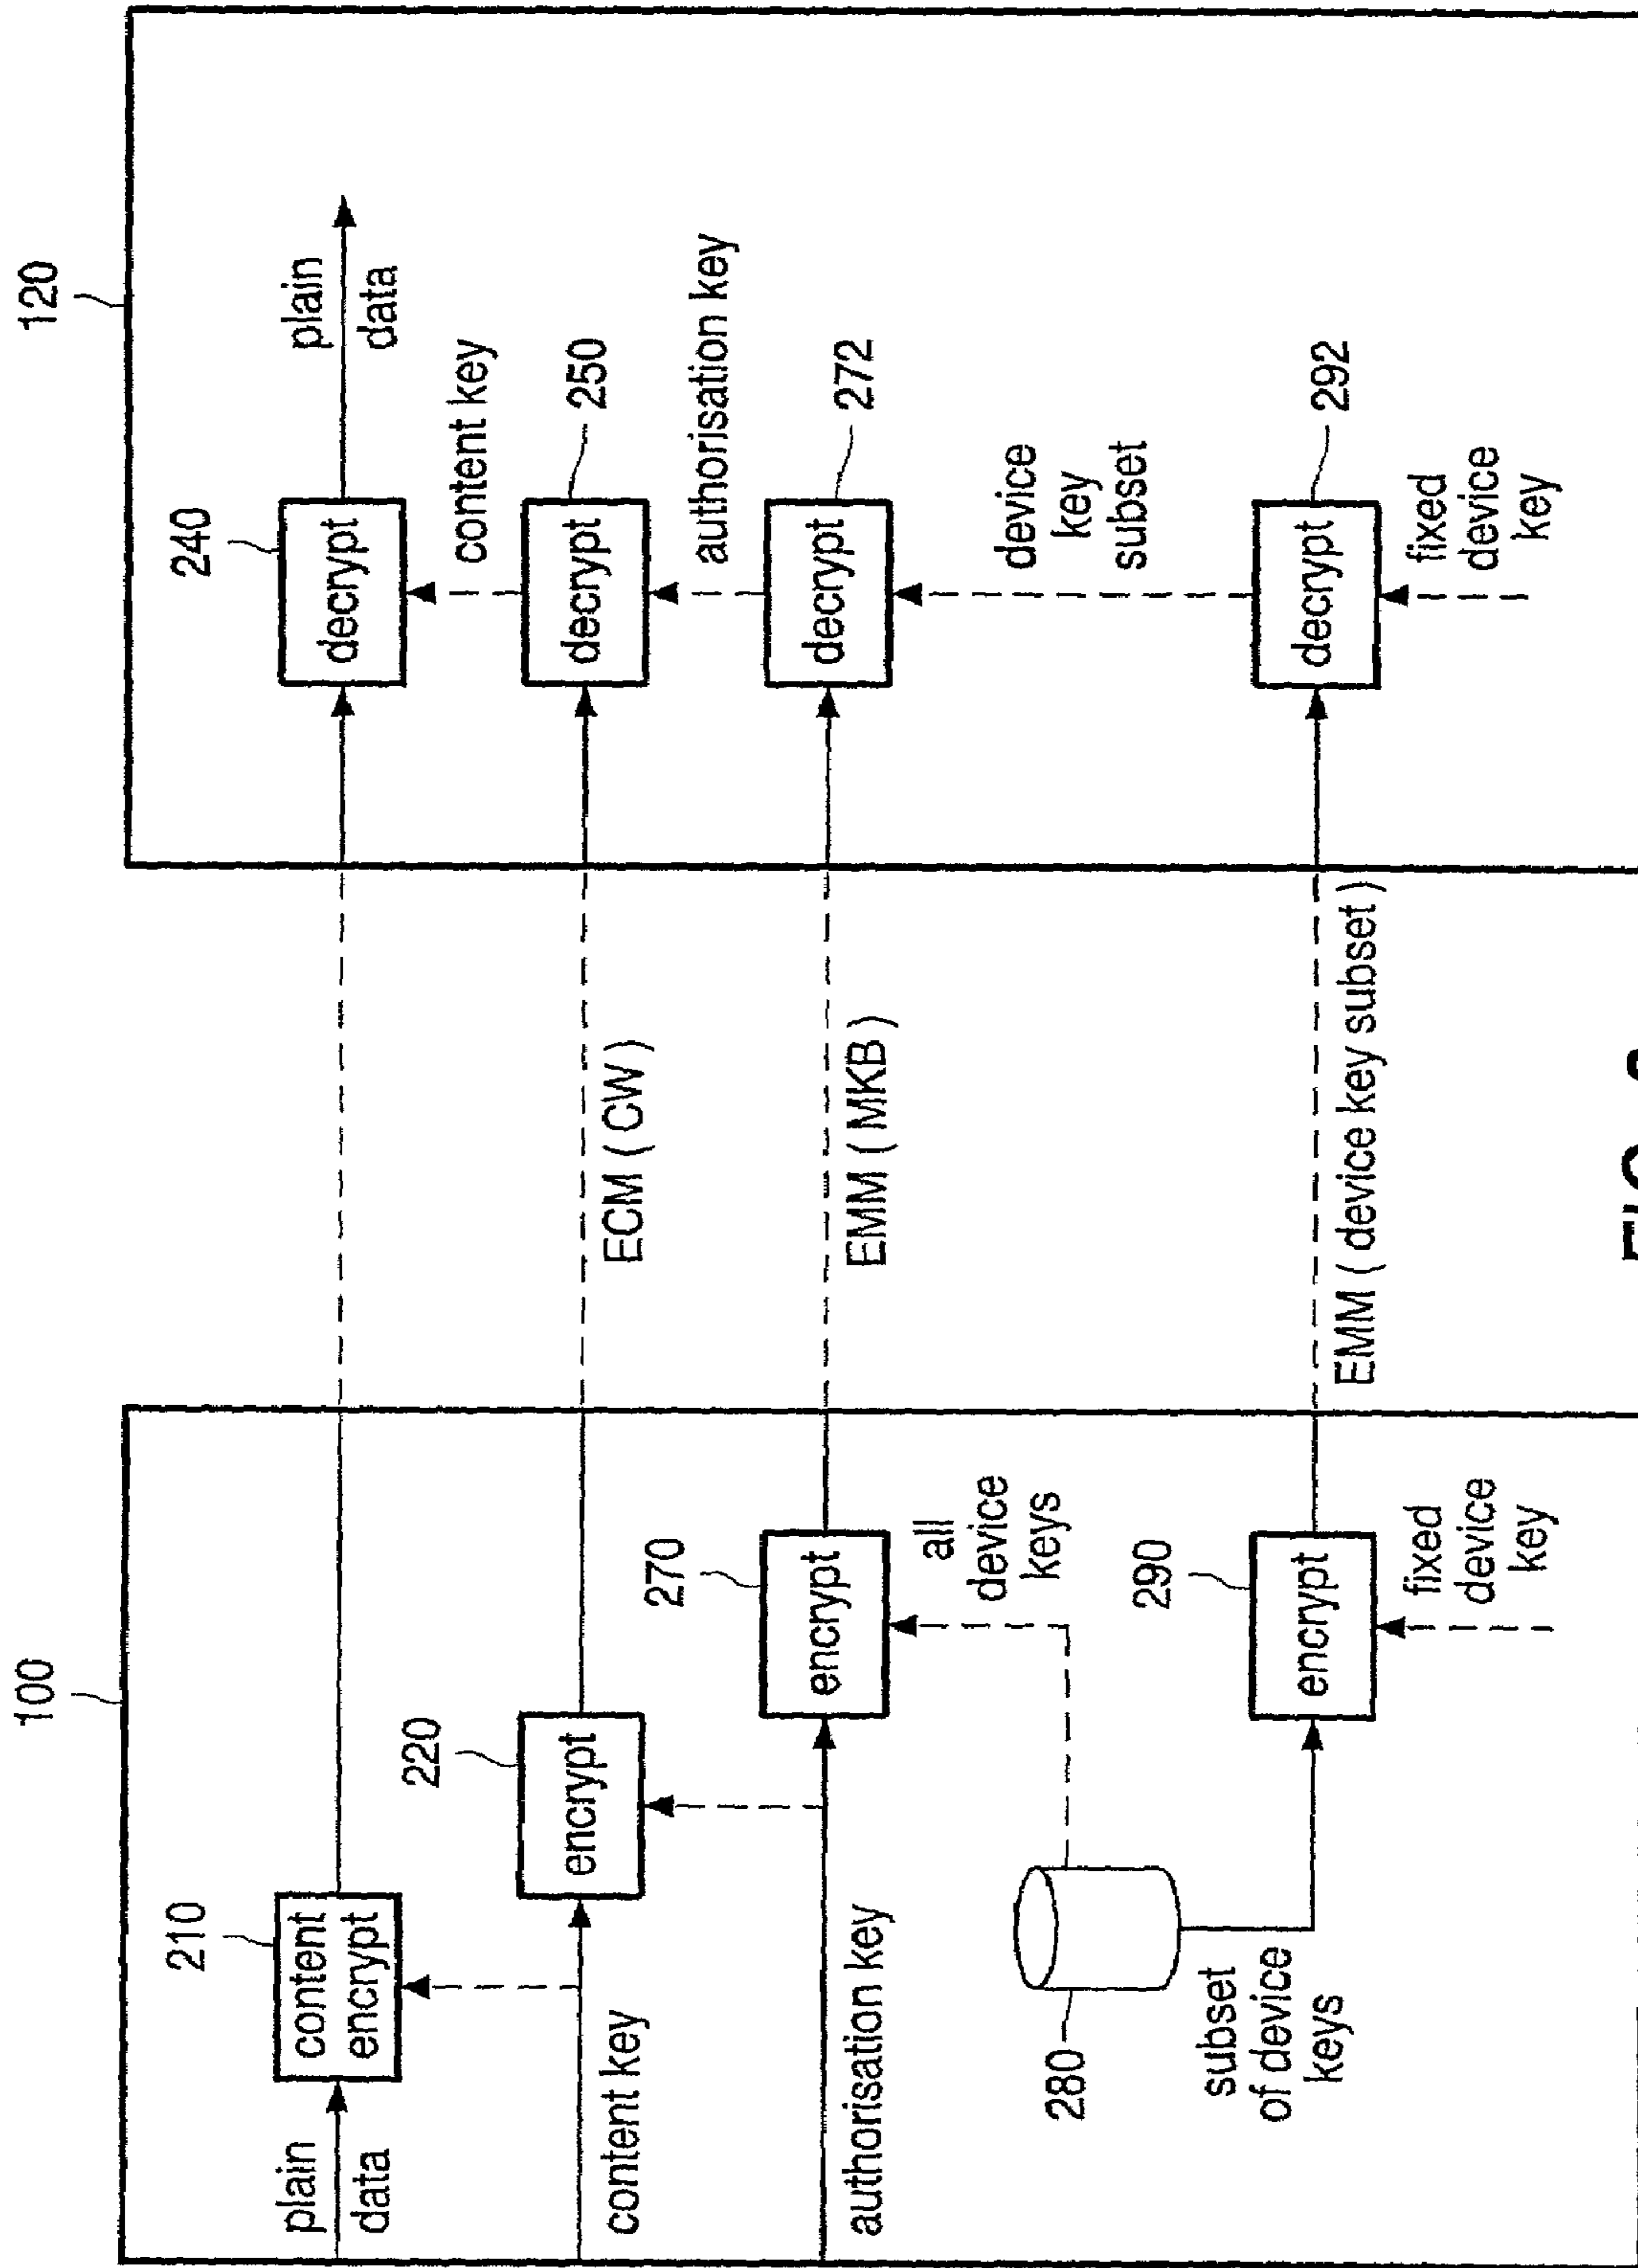 100
120
plain
data
210
content
encrypt
240
decrypt
plain
data
content key
220
encrypt
ECM ( CW )
content key
decrypt
250
authorisation key
270
encrypt
all
device
keys
EMM ( MKB )
authorisation key
decrypt
272
280
subset
of device
keys
device
key
subset
290
encrypt
fixed
device
key
EMM ( device key subset )
decrypt
292
fixed
device
key